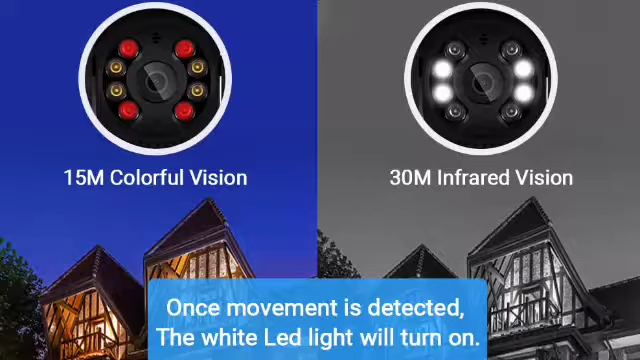 15M Colorful Vision
30M Infrared Vision
Once movement is detected,
The white Led light will turn on.